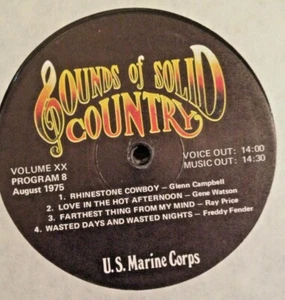 SOUNDS of SOLID
COUNTRY
VOLUME XX
PROGRAM 8
August 1975
VOICE OUT: 14:00
MUSIC OUT: 14:30
1. RHINESTONE COWBOY — Glenn Campbell
2. LOVE IN THE HOT AFTERNOON — Gene Watson
3. FARTHEST THING FROM MY MIND — Ray Price
4. WASTED DAYS AND WASTED NIGHTS — Freddy Fender
U.S. Marine Corps